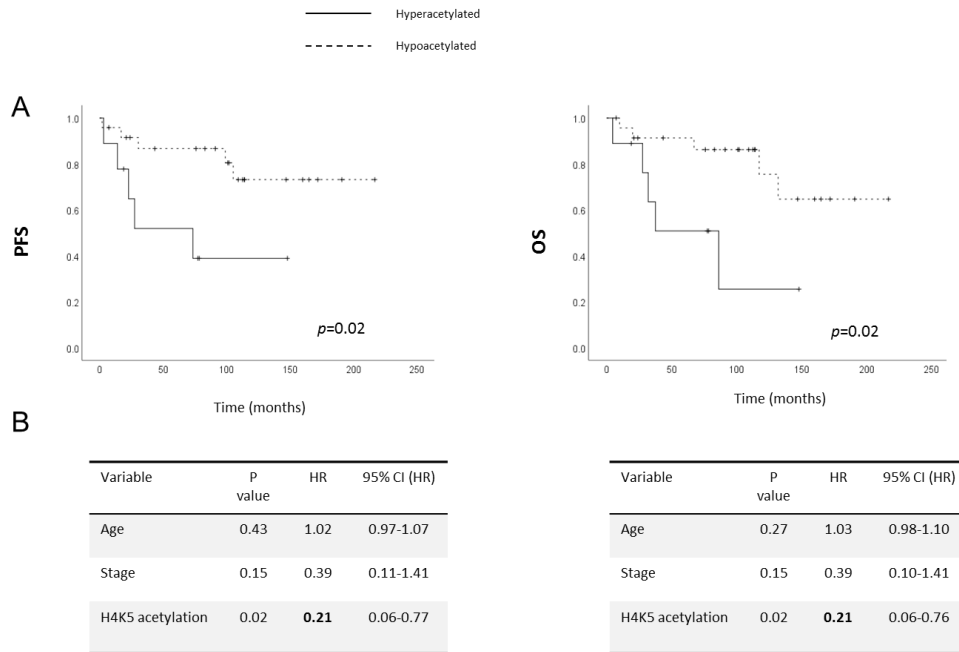 Hyperacetylated
Hypoacetylated
A
PFS
1.0
0.8
0.6
0.4
0.2
0.0
p=0.02
0 50 100 150 200 250
Time (months)
OS
1.0
0.8
0.6
0.4
0.2
0.0
p=0.02
0 50 100 150 200 250
Time (months)
B
Variable P value HR 95% CI (HR)
Age 0.43 1.02 0.97-1.07
Stage 0.15 0.39 0.11-1.41
H4K5 acetylation 0.02 0.21 0.06-0.77
Variable P value HR 95% CI (HR)
Age 0.27 1.03 0.98-1.10
Stage 0.15 0.39 0.10-1.41
H4K5 acetylation 0.02 0.21 0.06-0.76